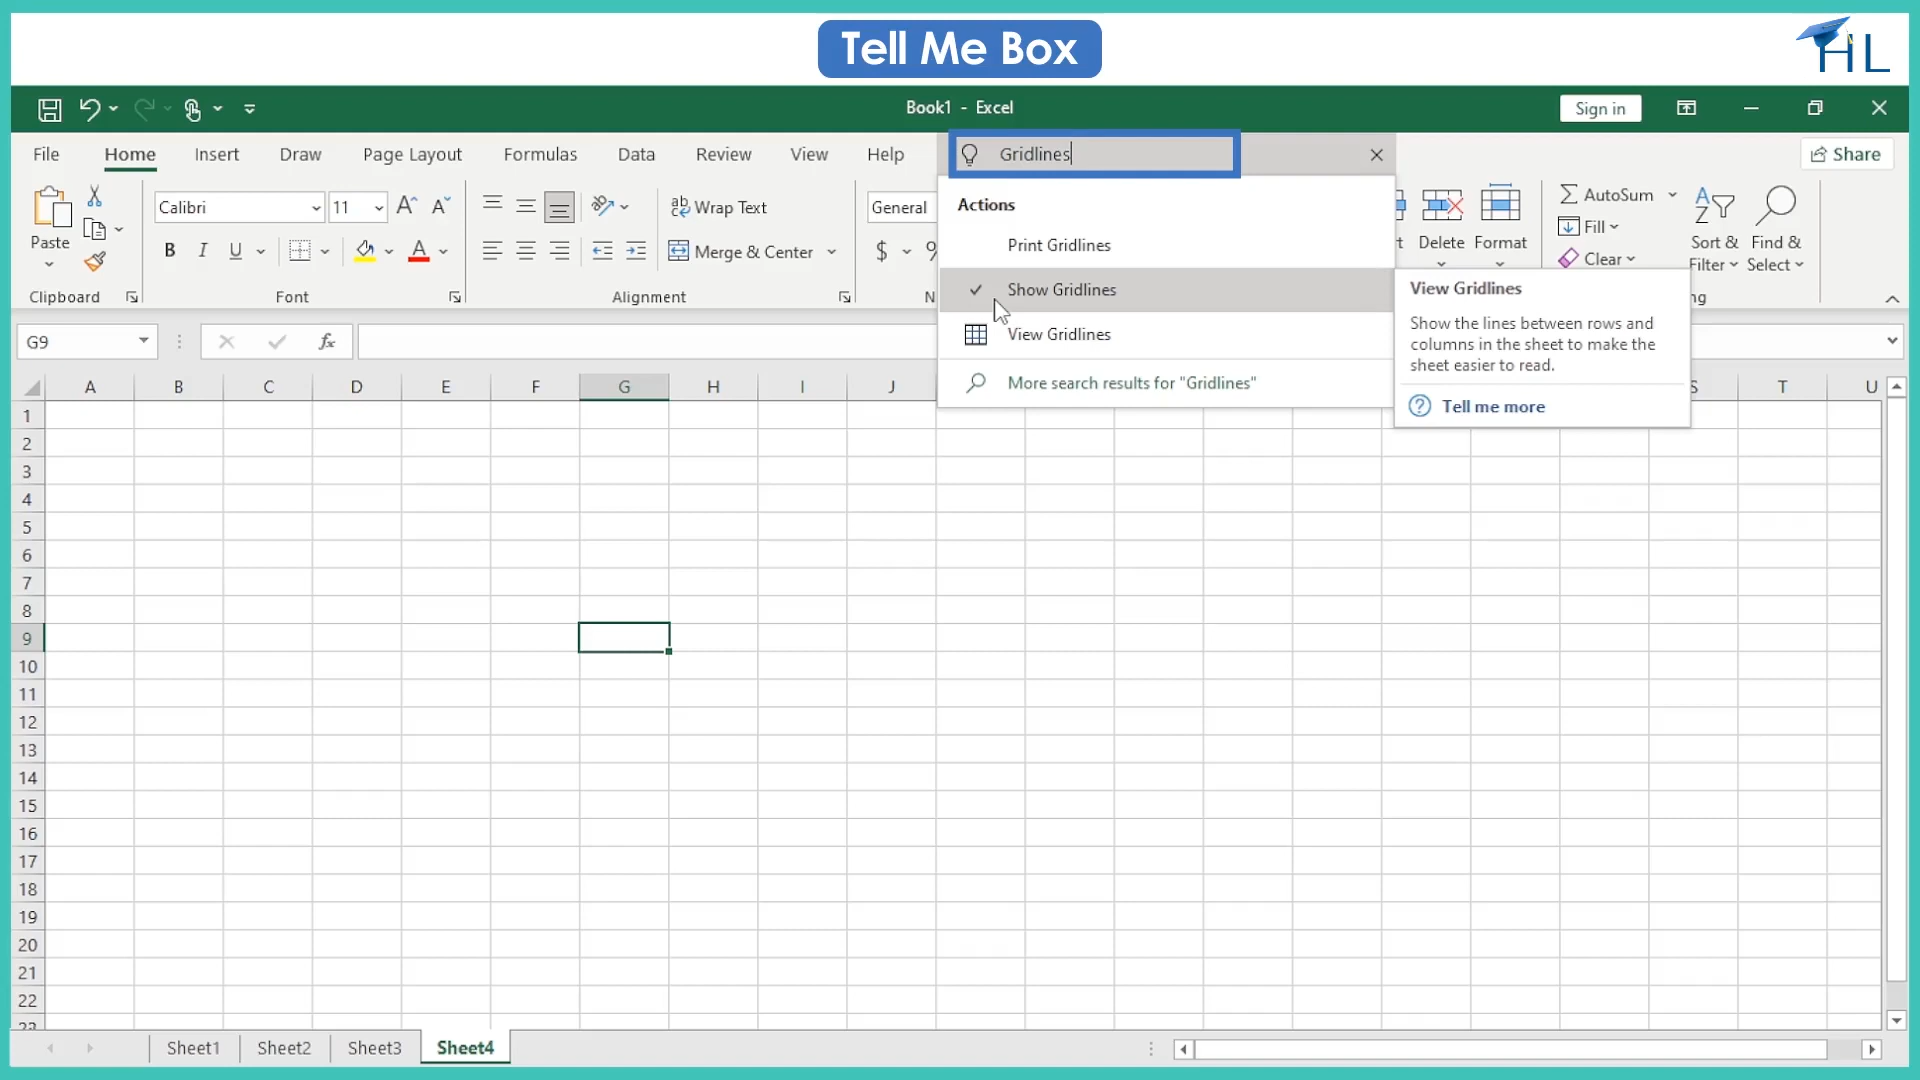 Tell Me Box
HL
Book1 - Excel
Sign in
File Home Insert Draw Page Layout Formulas Data Review View Help
Gridlines
Share
Paste
Calibri 11
B I U A
ab Wrap Text
Merge & Center
General
$ %
Delete Format
AutoSum
Fill
Clear
Sort & Filter
Find & Select
Clipboard Font Alignment
Actions
Print Gridlines
Show Gridlines
View Gridlines
More search results for "Gridlines"
View Gridlines
Show the lines between rows and
columns in the sheet to make the
sheet easier to read.
Tell me more
G9 fx
A B C D E F G H I J S T U
1
2
3
4
5
6
7
8
9
10
11
12
13
14
15
16
17
18
19
20
21
22
23
Sheet1 Sheet2 Sheet3 Sheet4